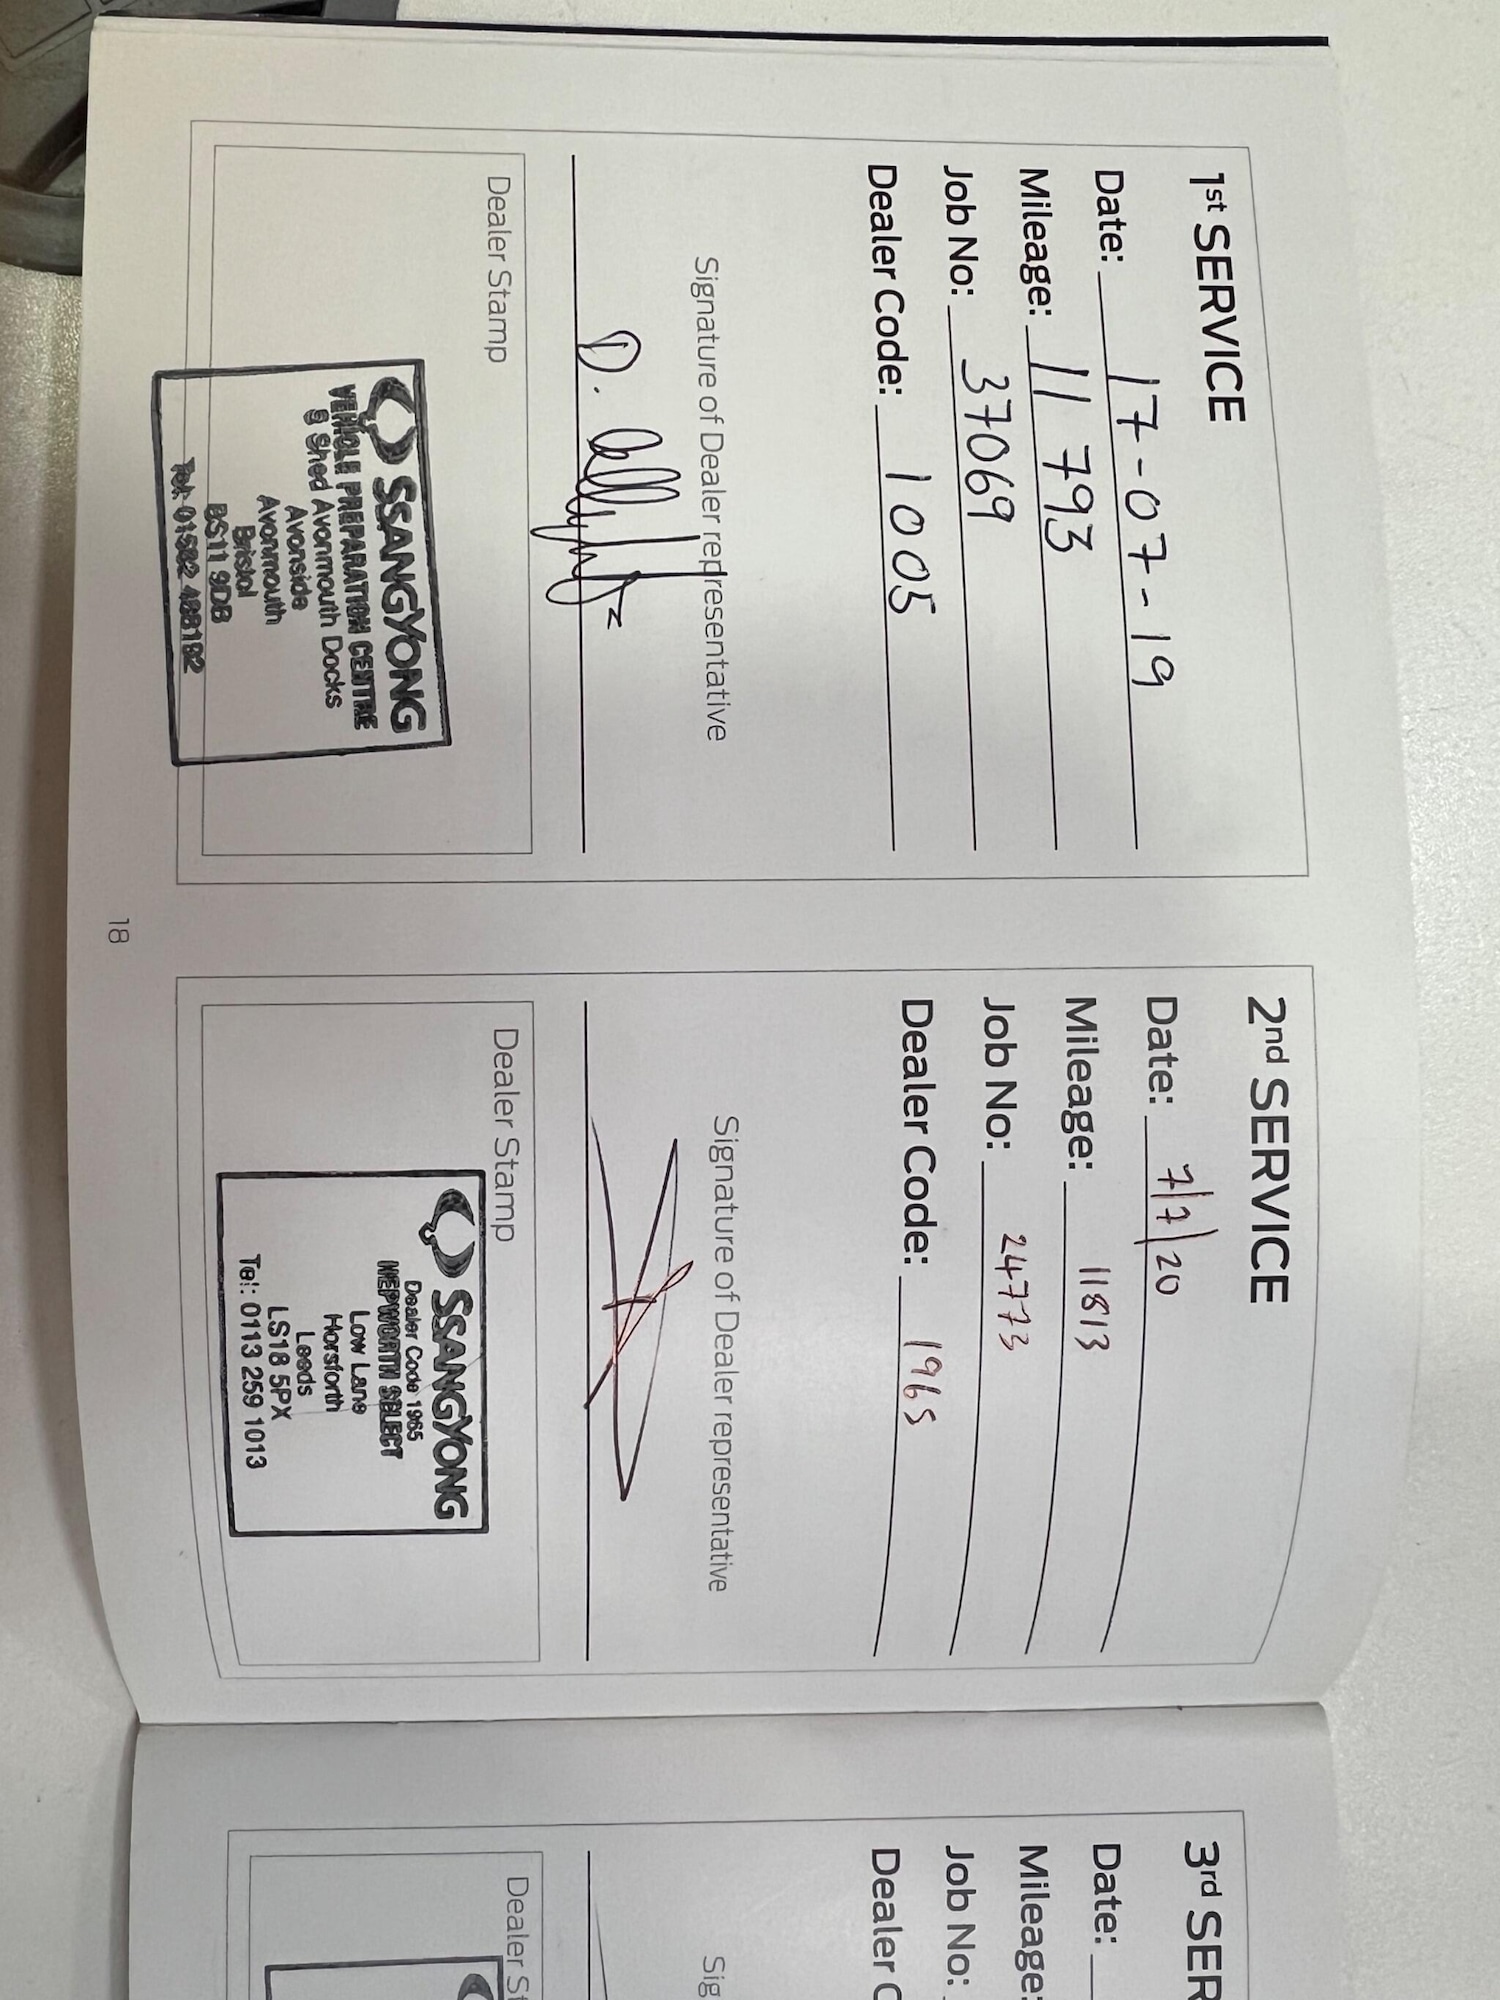 1st SERVICE
Date: 17-07-19
Mileage: 11 793
Job No: 37069
Dealer Code: 1005
Signature of Dealer representative
D.
Dealer Stamp
SSANGYONG
VEHICLE PREPARATION CENTRE
S Shed Avonmouth Docks
Avonside
Avonmouth
Bristol
BS11 9DB
Tel: 01582 488192
18
2nd SERVICE
Date: 7/7/20
Mileage: 11813
Job No: 24773
Dealer Code: 1965
Signature of Dealer representative
Dealer Stamp
SSANGYONG
Dealer Code 1965
HEPWORTH SELECT
Low Lane
Horsforth
Leeds
LS18 5PX
Tel: 0113 259 1013
3rd SER
Date:
Mileage:
Job No:
Dealer C
Sig
Dealer St